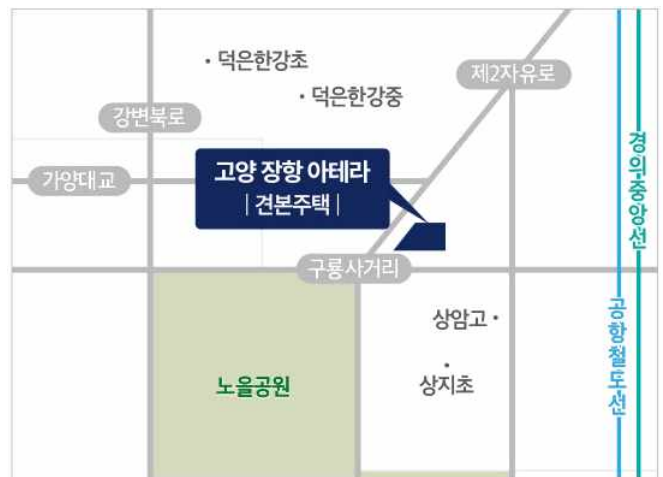 · 덕은한강초
제2자유로
· 덕은한강중
강변북로
경의중앙선
고양 장항 아테라
| 견본주택 |
가양대교
구룡사거리
공항철도선
상암고 ·
노을공원
상지초